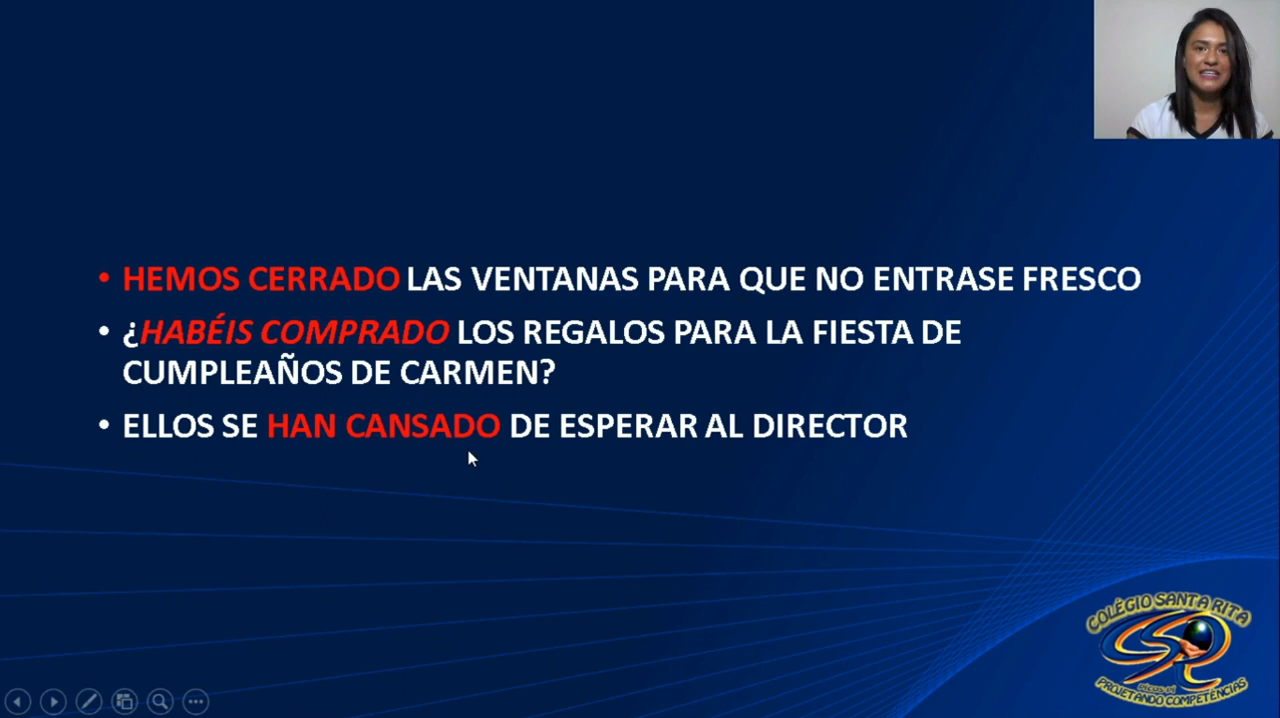 • HEMOS CERRADO LAS VENTANAS PARA QUE NO ENTRASE FRESCO
• ¿HABÉIS COMPRADO LOS REGALOS PARA LA FIESTA DE
CUMPLEAÑOS DE CARMEN?
• ELLOS SE HAN CANSADO DE ESPERAR AL DIRECTOR
COLÉGIO SANTA RITA
PROJETANDO COMPETÊNCIAS